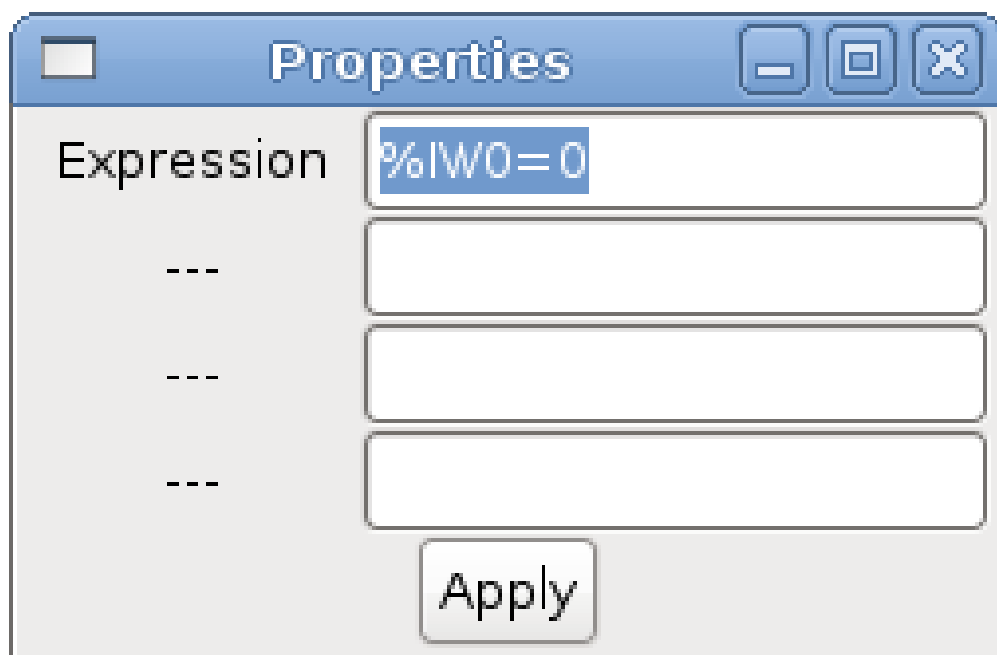 Properties
Expression %IW0=0
---
---
---
Apply